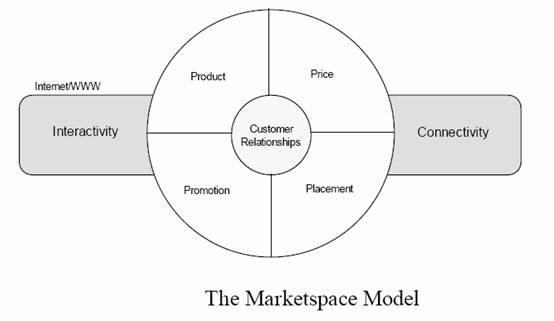 Product
Price
Internet/WWW
Interactivity
Customer
Relationships
Connectivity
Promotion
Placement
The Marketspace Model